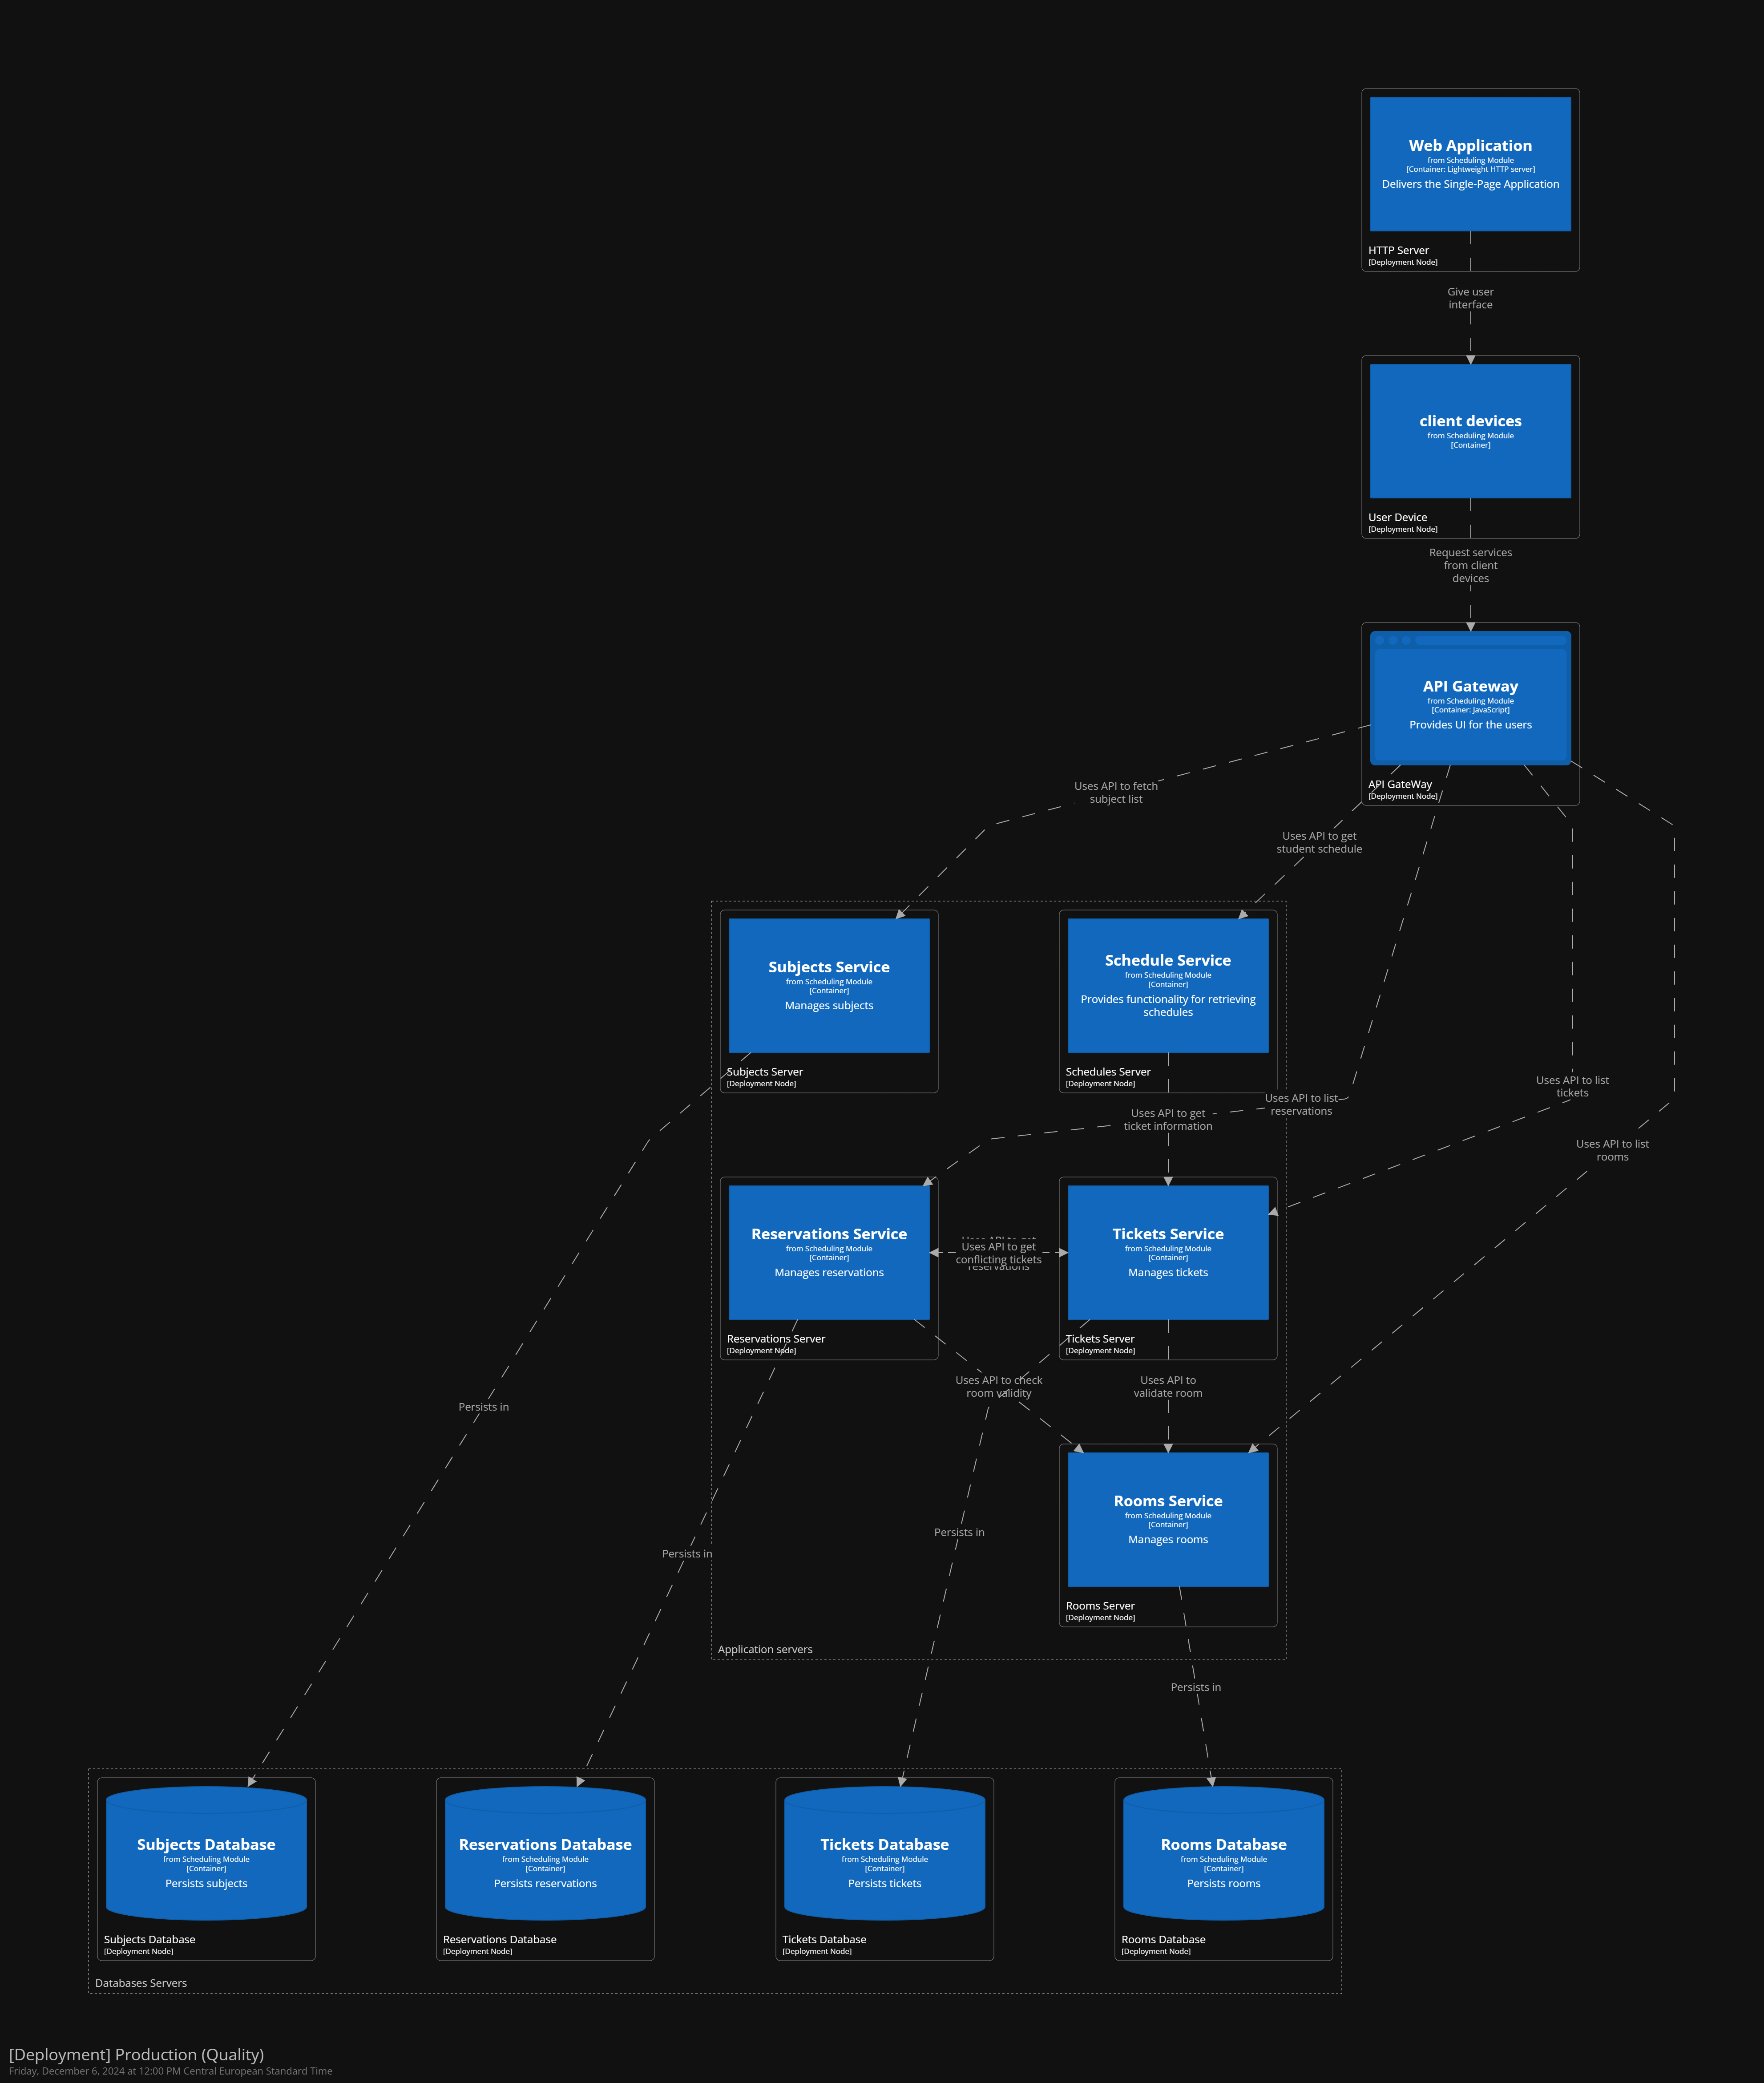 Web Application
from Scheduling Module
[Container: Lightweight HTTP server]
Delivers the Single-Page Application
HTTP Server
[Deployment Node]
Give user
interface
client devices
from Scheduling Module
[Container]
User Device
[Deployment Node]
Request services
from client
devices
API Gateway
from Scheduling Module
[Container: JavaScript]
Provides UI for the users
API GateWay
[Deployment Node]
Uses API to fetch
subject list
Uses API to get
student schedule
Subjects Service
from Scheduling Module
[Container]
Manages subjects
Subjects Server
[Deployment Node]
Schedule Service
from Scheduling Module
[Container]
Provides functionality for retrieving
schedules
Schedules Server
[Deployment Node]
Uses API to list
tickets
Uses API to list
reservations
Uses API to get
ticket information
Uses API to list
rooms
Reservations Service
from Scheduling Module
[Container]
Manages reservations
Reservations Server
[Deployment Node]
Uses API to get
conflicting tickets
reservations
Tickets Service
from Scheduling Module
[Container]
Manages tickets
Tickets Server
[Deployment Node]
Uses API to check
room validity
Uses API to
validate room
Persists in
Rooms Service
from Scheduling Module
[Container]
Manages rooms
Rooms Server
[Deployment Node]
Persists in
Persists in
Application servers
Persists in
Subjects Database
from Scheduling Module
[Container]
Persists subjects
Subjects Database
[Deployment Node]
Reservations Database
from Scheduling Module
[Container]
Persists reservations
Reservations Database
[Deployment Node]
Tickets Database
from Scheduling Module
[Container]
Persists tickets
Tickets Database
[Deployment Node]
Rooms Database
from Scheduling Module
[Container]
Persists rooms
Rooms Database
[Deployment Node]
Databases Servers
[Deployment] Production (Quality)
Friday, December 6, 2024 at 12:00 PM Central European Standard Time